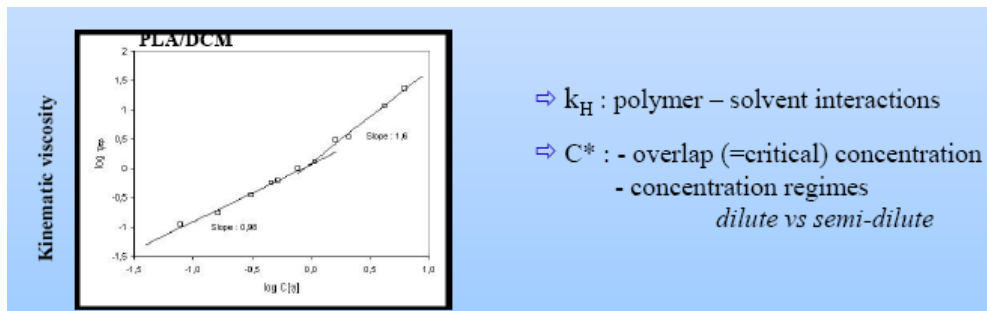 PLA/DCM
Kinematic viscosity
log ηsp
2
1,5
1
0,5
0
-0,5
-1
-1,5
Slope : 1,6
Slope : 0,98
-1,5
-1,0
-0,5
0,0
0,5
1,0
log C[η]
⇨ kH : polymer – solvent interactions
⇨ C* : - overlap (=critical) concentration
- concentration regimes
dilute vs semi-dilute